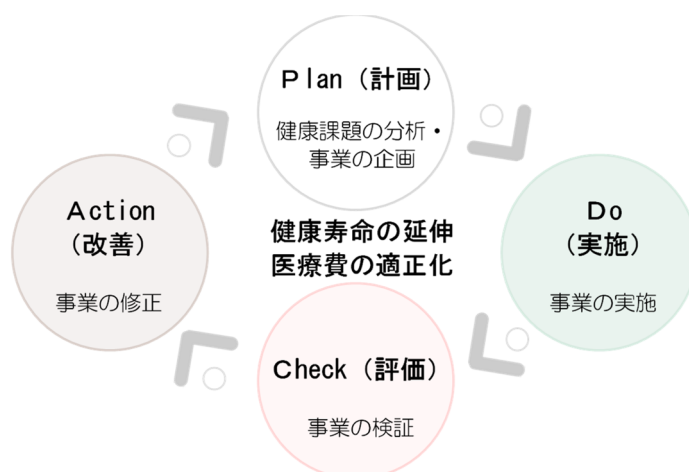 Plan（計画）
健康課題の分析・
事業の企画
Action
（改善）
事業の修正
健康寿命の延伸
医療費の適正化
Do
（実施）
事業の実施
Check（評価）
事業の検証